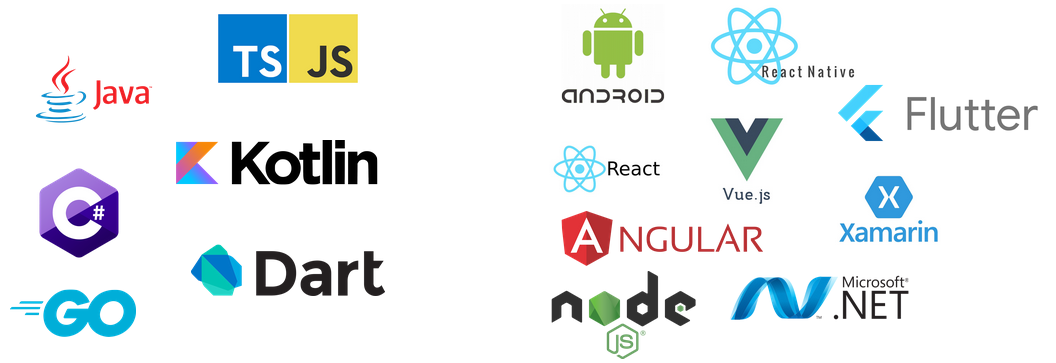 TS JS
Java
Kotlin
C#
Dart
GO
ANDROID
React Native
Flutter
React
Vue.js
Xamarin
ANGULAR
node
JS
Microsoft®
.NET